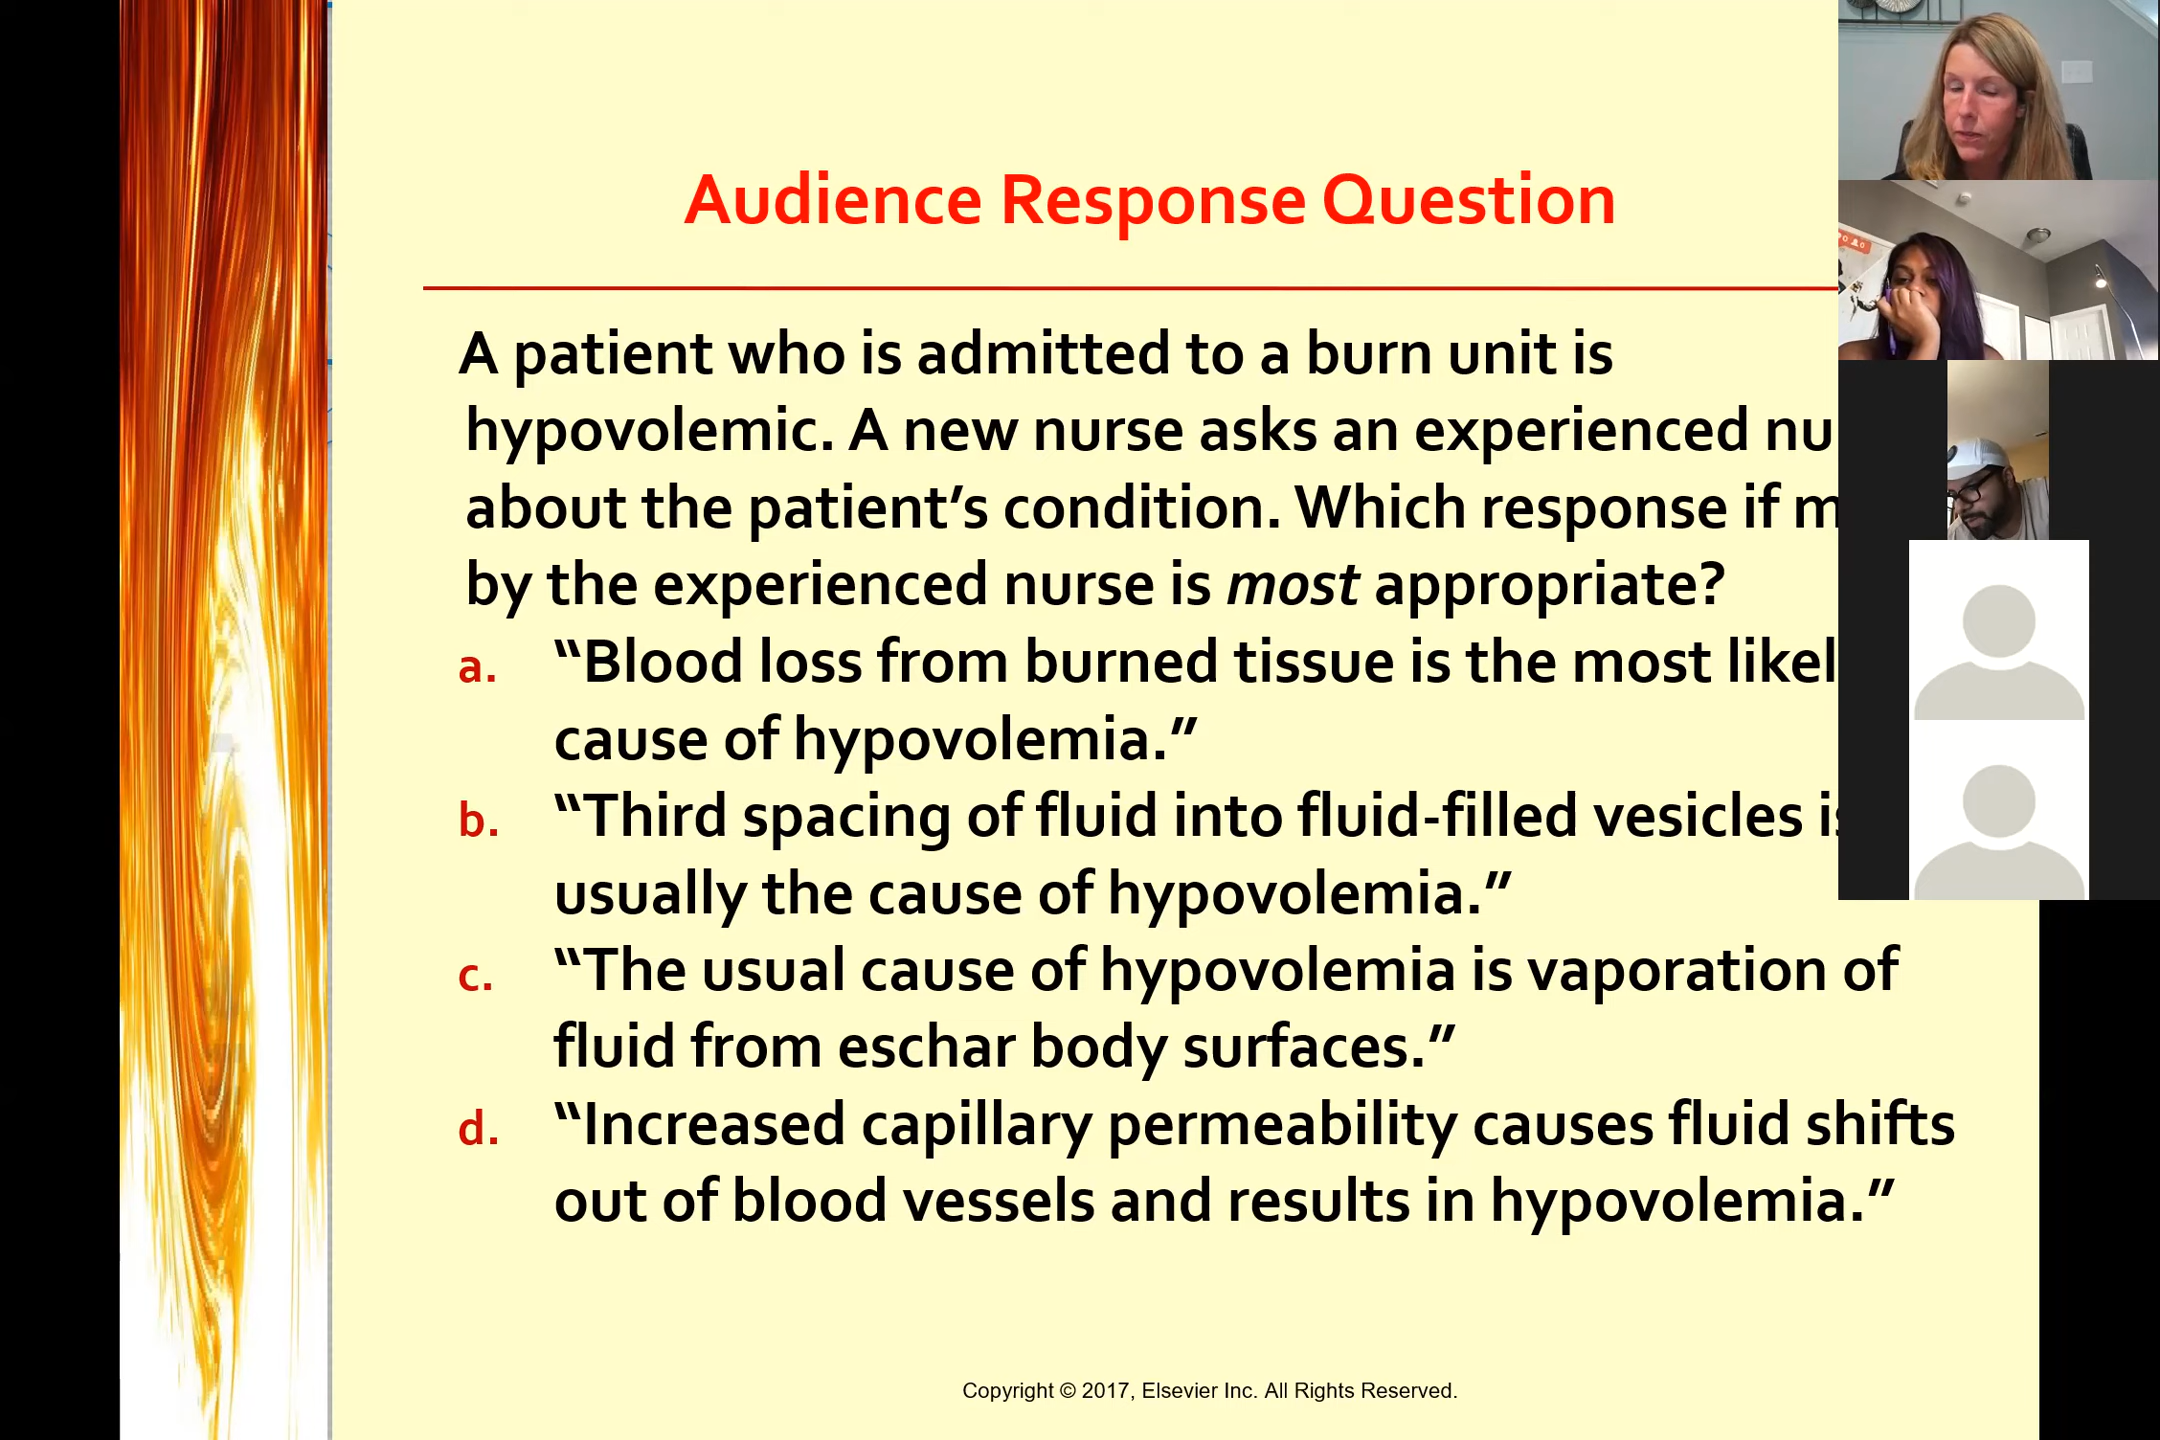 Audience Response Question
A patient who is admitted to a burn unit is
hypovolemic. A new nurse asks an experienced nu
about the patient’s condition. Which response if m
by the experienced nurse is most appropriate?
a. “Blood loss from burned tissue is the most likel
cause of hypovolemia.”
b. “Third spacing of fluid into fluid-filled vesicles is
usually the cause of hypovolemia.”
c. “The usual cause of hypovolemia is vaporation of
fluid from eschar body surfaces.”
d. “Increased capillary permeability causes fluid shifts
out of blood vessels and results in hypovolemia.”
Copyright © 2017, Elsevier Inc. All Rights Reserved.